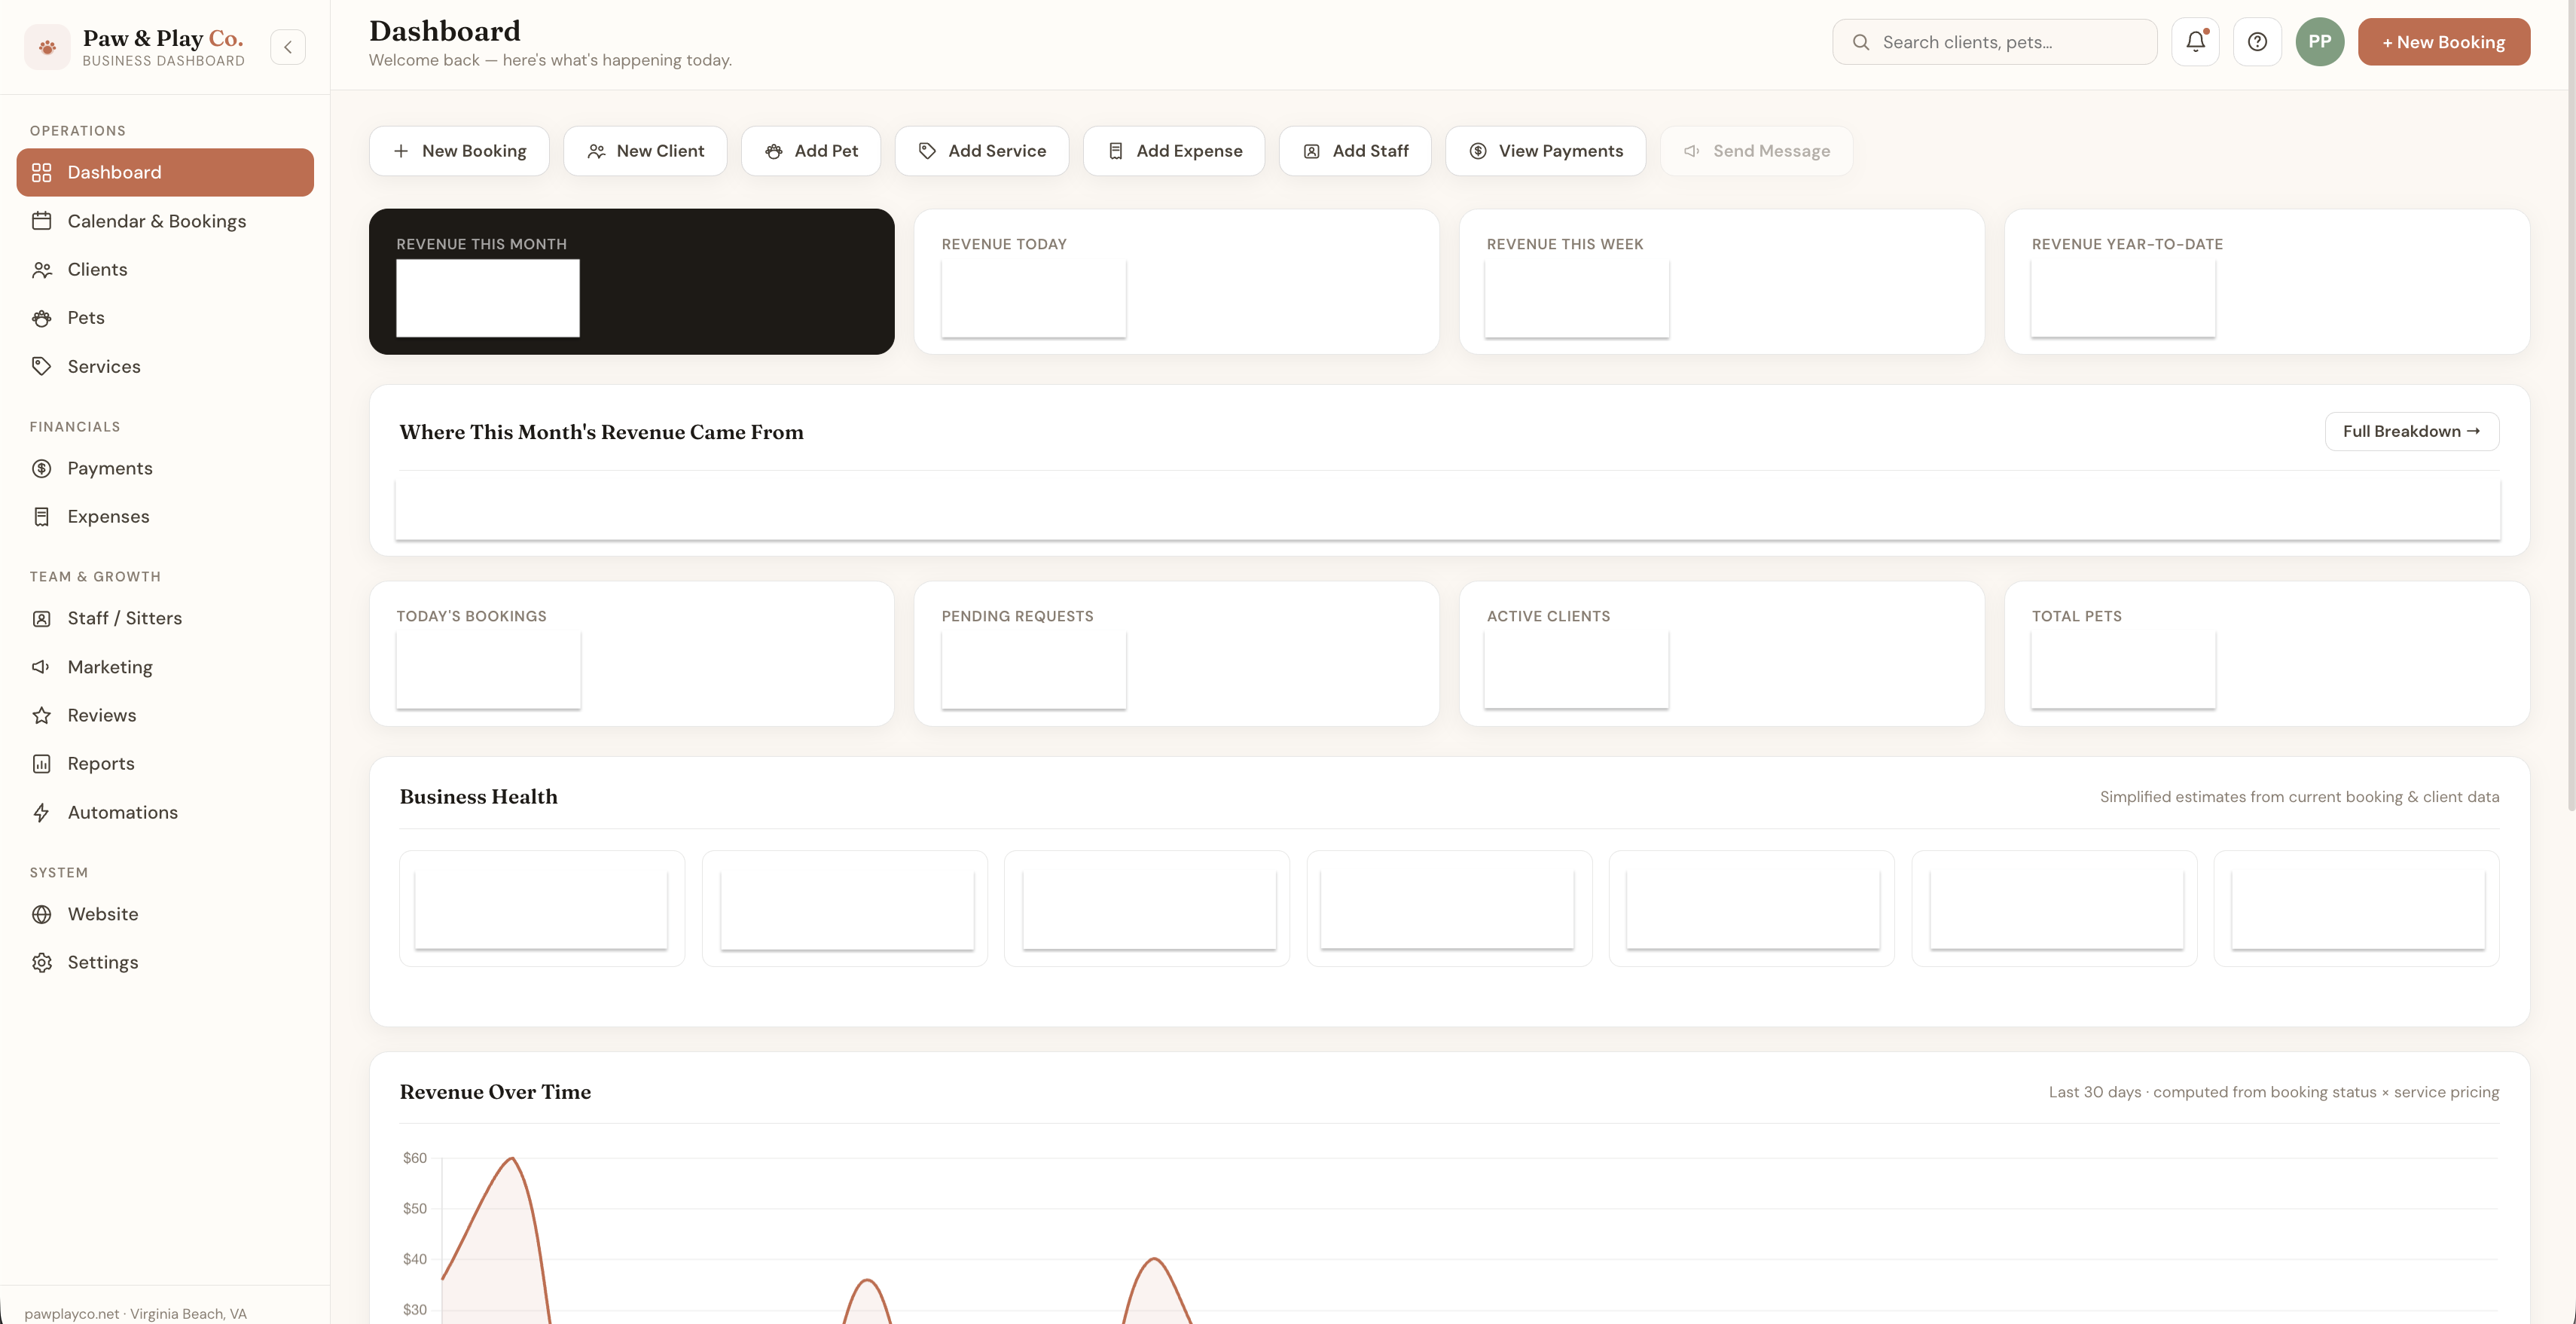 Paw & Play Co.
BUSINESS DASHBOARD
OPERATIONS
Dashboard
Calendar & Bookings
Clients
Pets
Services
FINANCIALS
Payments
Expenses
TEAM & GROWTH
Staff / Sitters
Marketing
Reviews
Reports
Automations
SYSTEM
Website
Settings
pawplayco.net · Virginia Beach, VA
Dashboard
Welcome back — here's what's happening today.
Search clients, pets...
PP
+ New Booking
New Booking
New Client
Add Pet
Add Service
Add Expense
Add Staff
View Payments
Send Message
REVENUE THIS MONTH
REVENUE TODAY
REVENUE THIS WEEK
REVENUE YEAR-TO-DATE
Where This Month's Revenue Came From
Full Breakdown →
TODAY'S BOOKINGS
PENDING REQUESTS
ACTIVE CLIENTS
TOTAL PETS
Business Health
Simplified estimates from current booking & client data
Revenue Over Time
Last 30 days · computed from booking status × service pricing
$60
$50
$40
$30